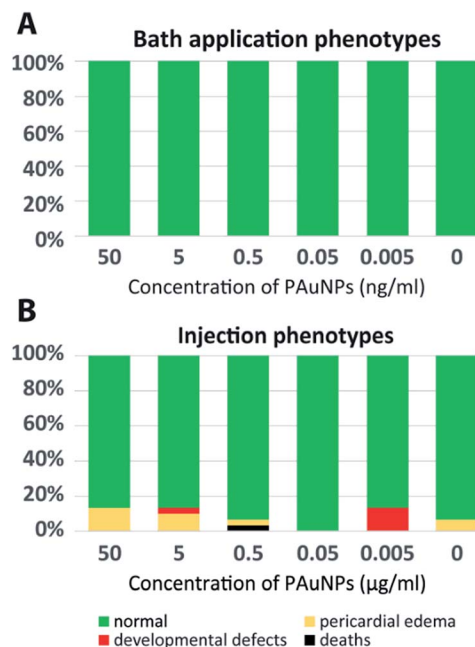 A
Bath application phenotypes
100%
80%
60%
40%
20%
0%
50 5 0.5 0.05 0.005 0
Concentration of PAuNPs (ng/ml)
B
Injection phenotypes
100%
80%
60%
40%
20%
0%
50 5 0.5 0.05 0.005 0
Concentration of PAuNPs (µg/ml)
normal pericardial edema
developmental defects deaths